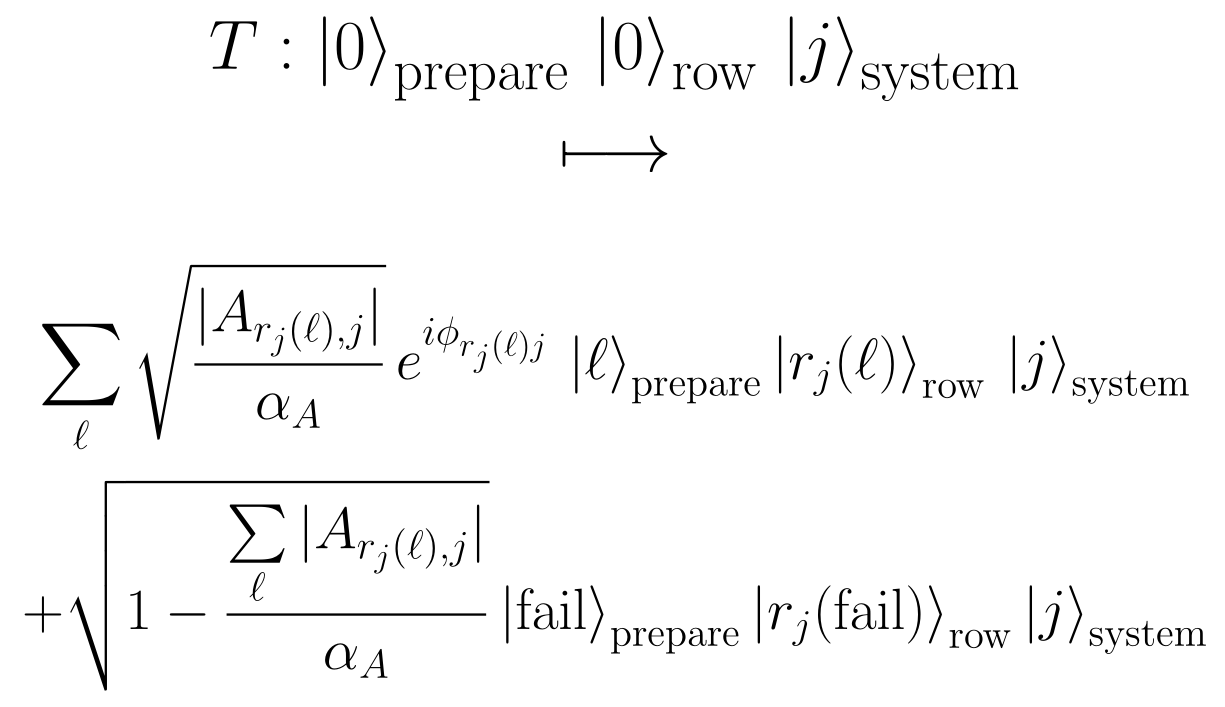 T : |0⟩_prepare |0⟩_row |j⟩_system
⟼
∑_ℓ √(|A_{r_j(ℓ),j}| / α_A) e^{iϕ_{r_j(ℓ)j}} |ℓ⟩_prepare |r_j(ℓ)⟩_row |j⟩_system
+√(1 − ∑_ℓ |A_{r_j(ℓ),j}| / α_A) |fail⟩_prepare |r_j(fail)⟩_row |j⟩_system